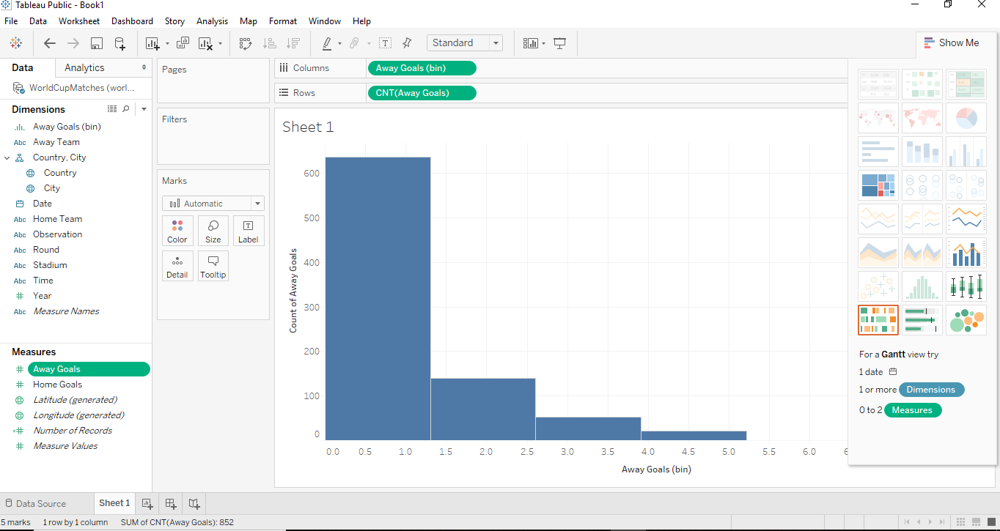 Tableau Public - Book1
File Data Worksheet Dashboard Story Analysis Map Format Window Help
Standard
Show Me
Data Analytics
WorldCupMatches (worl...
Dimensions
Away Goals (bin)
Abc Away Team
Country, City
Country
City
Date
Abc Home Team
Abc Observation
Abc Round
Abc Stadium
Abc Time
Year
Abc Measure Names
Measures
Away Goals
Home Goals
Latitude (generated)
Longitude (generated)
Number of Records
Measure Values
Pages
Filters
Marks
Automatic
Color Size Label
Detail Tooltip
Columns Away Goals (bin)
Rows CNT(Away Goals)
Sheet 1
Count of Away Goals
600
500
400
300
200
100
0
0.0 0.5 1.0 1.5 2.0 2.5 3.0 3.5 4.0 4.5 5.0 5.5 6.0
Away Goals (bin)
For a Gantt view try
1 date
1 or more Dimensions
0 to 2 Measures
Data Source Sheet 1
5 marks 1 row by 1 column SUM of CNT(Away Goals): 852